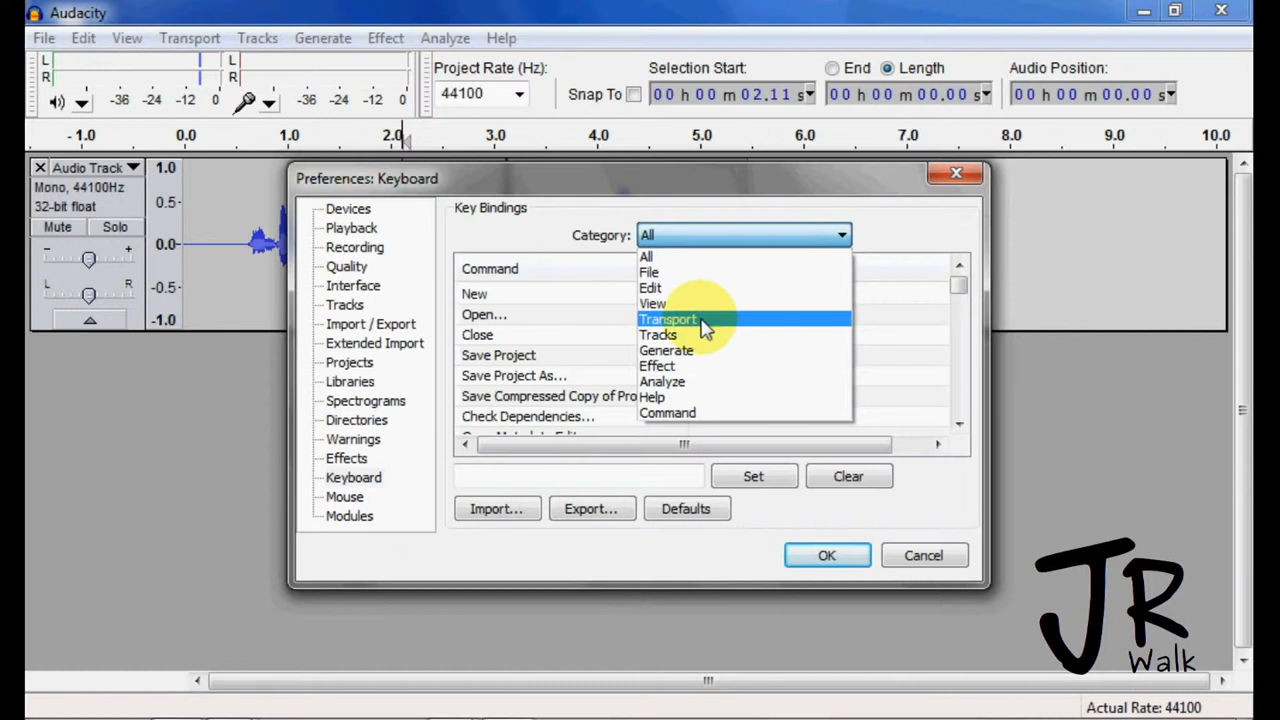 Audacity
File Edit View Transport Tracks Generate Effect Analyze Help
L
R
-36 -24 -12 0
L
R
-36 -24 -12 0
Project Rate (Hz):
44100
Snap To
Selection Start:
00 h 00 m 02.11 s
End Length
00 h 00 m 00.00 s
Audio Position:
00 h 00 m 00.00 s
-1.0 0.0 1.0 2.0 3.0 4.0 5.0 6.0 7.0 8.0 9.0 10.0
Audio Track
Mono, 44100Hz
32-bit float
Mute Solo
- +
L R
1.0
0.5-
0.0-
-0.5-
-1.0
Preferences: Keyboard
Devices
Playback
Recording
Quality
Interface
Tracks
Import / Export
Extended Import
Projects
Libraries
Spectrograms
Directories
Warnings
Effects
Keyboard
Mouse
Modules
Key Bindings
Category: All
All
File
Edit
View
Transport
Tracks
Generate
Effect
Analyze
Help
Command
Command
New
Open...
Close
Save Project
Save Project As...
Save Compressed Copy of Pro
Check Dependencies...
Set Clear
Import... Export... Defaults
OK Cancel
JR
Walk
Actual Rate: 44100